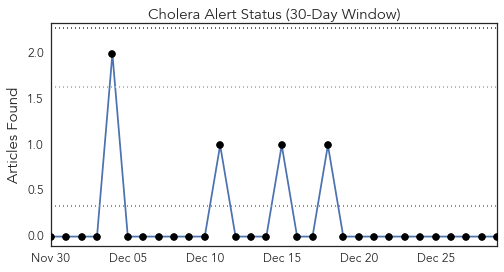 Cholera Alert Status (30-Day Window)
Articles Found
2.0
1.5
1.0
0.5
0.0
Nov 30 Dec 05 Dec 10 Dec 15 Dec 20 Dec 25